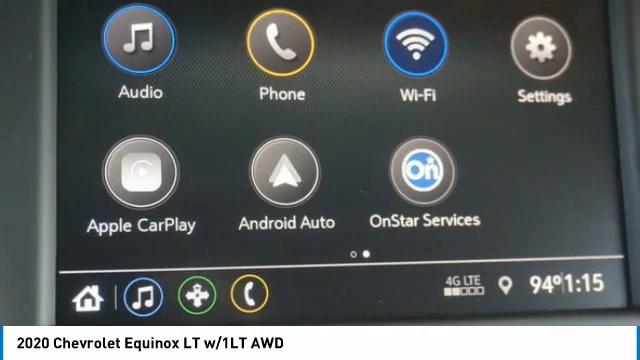 Audio
Phone
Wi-Fi
Settings
Apple CarPlay
Android Auto
On
OnStar Services
4G LTE
94° 1:15
2020 Chevrolet Equinox LT w/1LT AWD